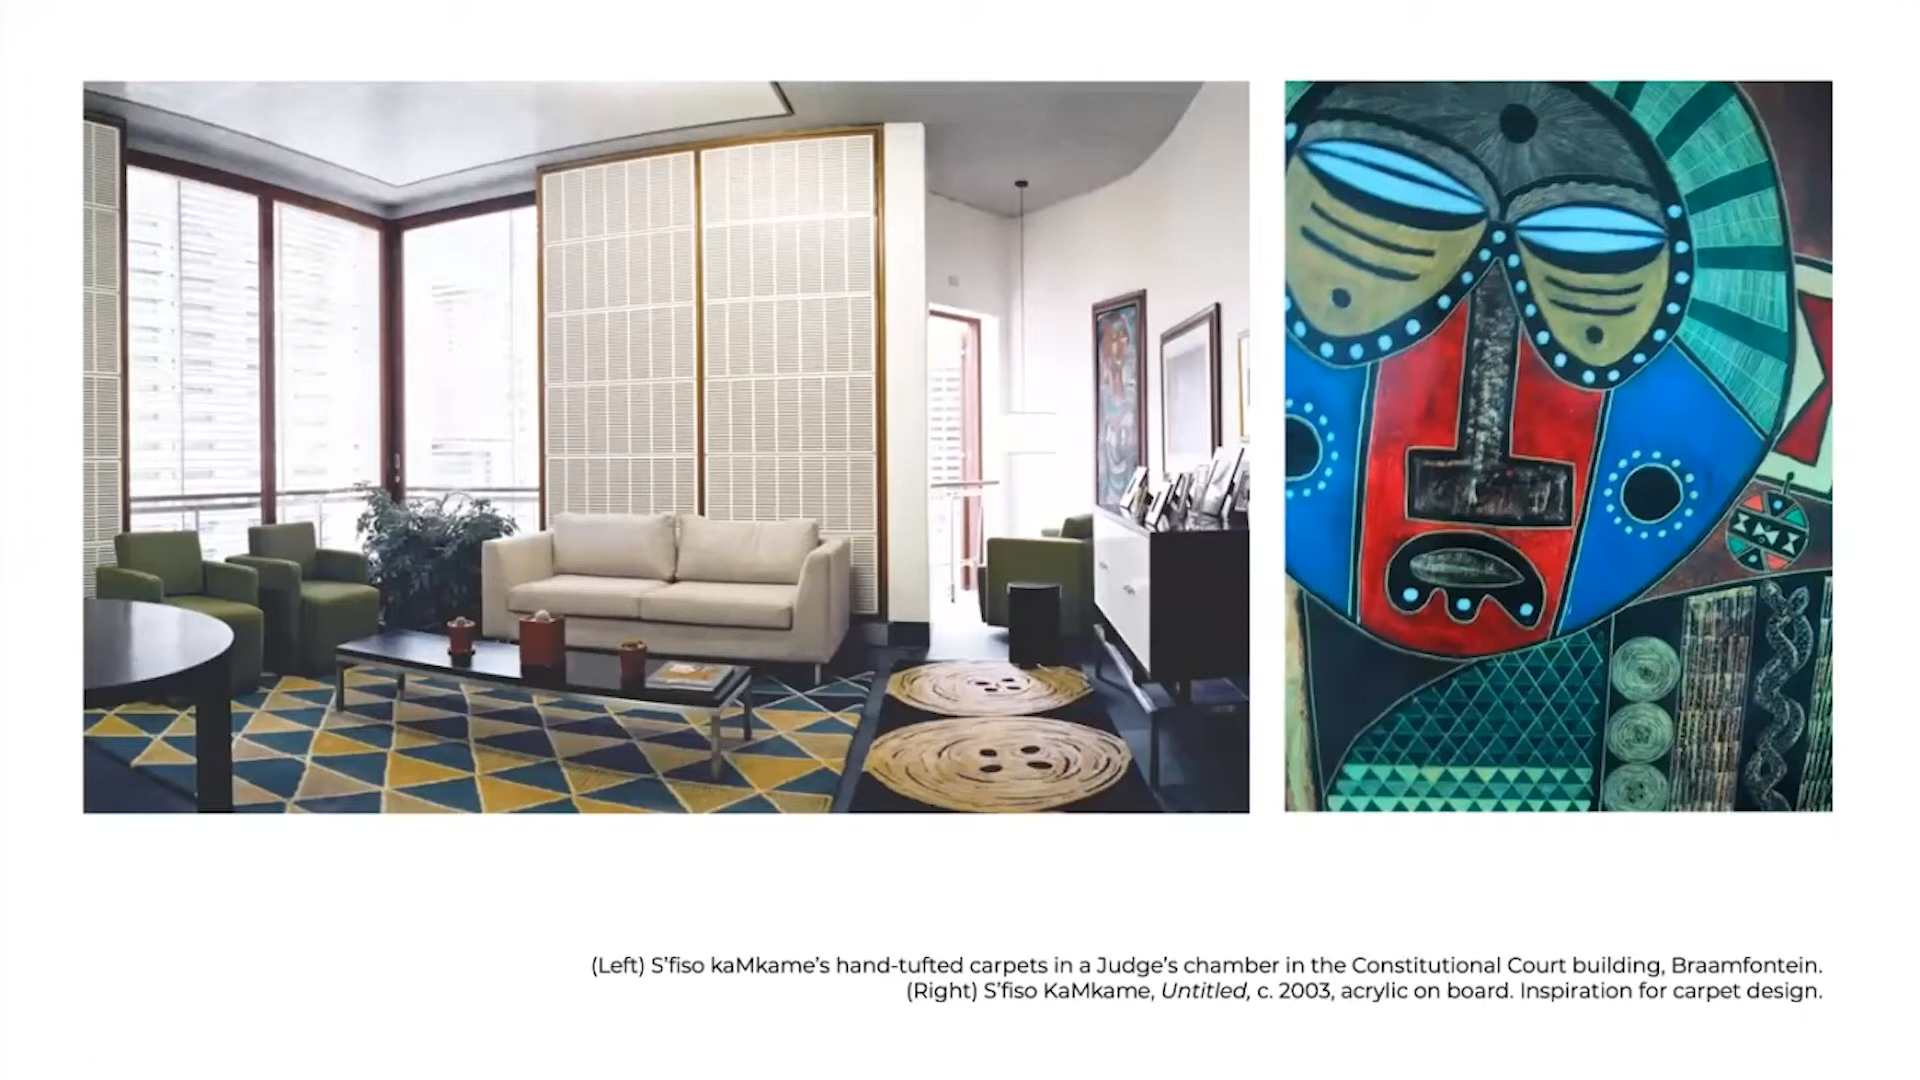 (Left) S'fiso kaMkame's hand-tufted carpets in a Judge's chamber in the Constitutional Court building, Braamfontein.
(Right) S'fiso KaMkame, Untitled, c. 2003, acrylic on board. Inspiration for carpet design.